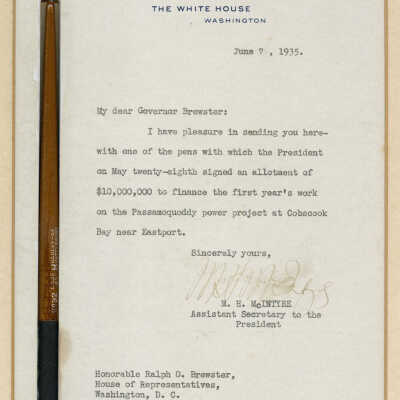 THE WHITE HOUSE
WASHINGTON
June 7, 1935.
My dear Governor Brewster:
I have pleasure in sending you here-
with one of the pens with which the President
on May twenty-eighth signed an allotment of
$10,000,000 to finance the first year's work
on the Passamoquoddy power project at Cobscook
Bay near Eastport.
Sincerely yours,
M. H. McINTYRE
Assistant Secretary to the
President
Honorable Ralph O. Brewster,
House of Representatives,
Washington, D. C.